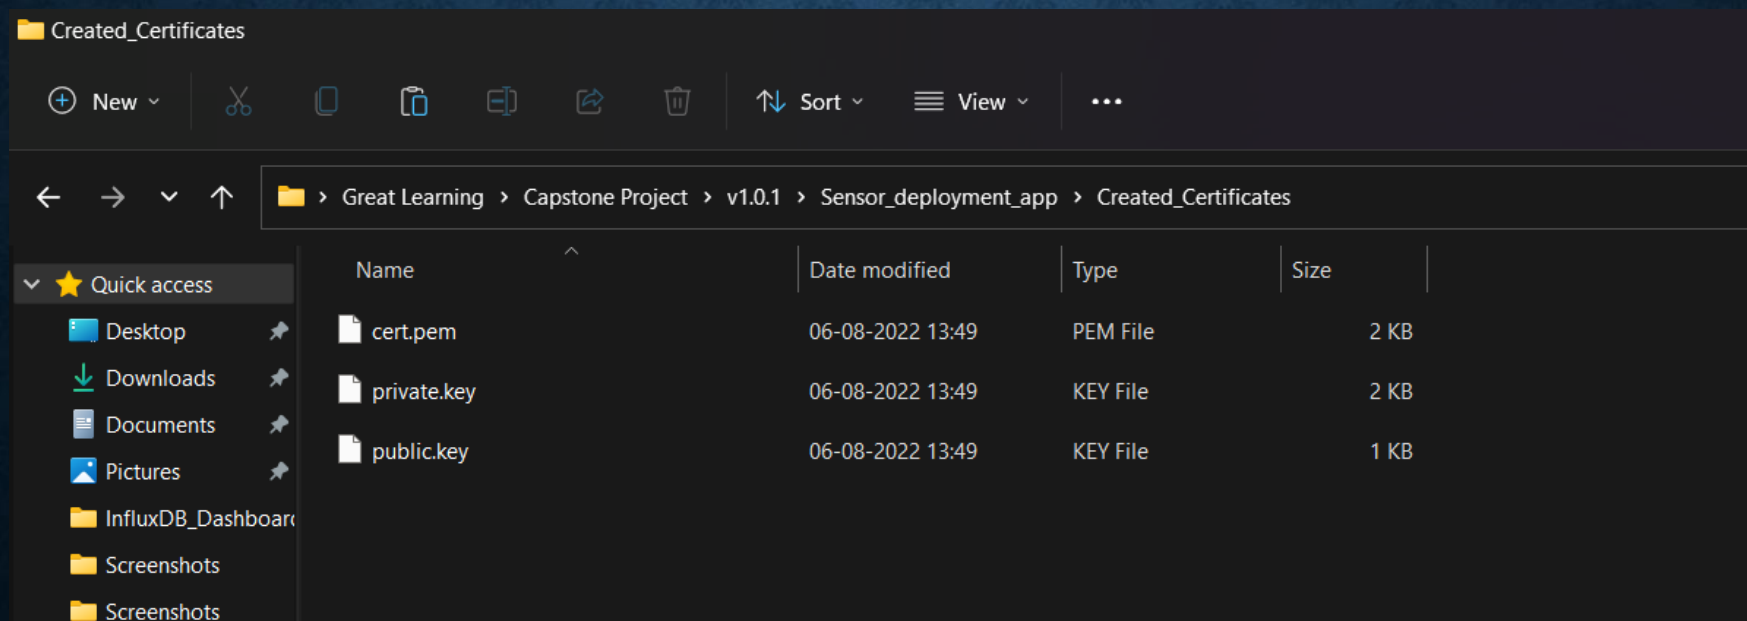 Created_Certificates
New Sort View
Great Learning > Capstone Project > v1.0.1 > Sensor_deployment_app > Created_Certificates
Name Date modified Type Size
Quick access
Desktop
Downloads
Documents
Pictures
InfluxDB_Dashboar
Screenshots
Screenshots
cert.pem 06-08-2022 13:49 PEM File 2 KB
private.key 06-08-2022 13:49 KEY File 2 KB
public.key 06-08-2022 13:49 KEY File 1 KB